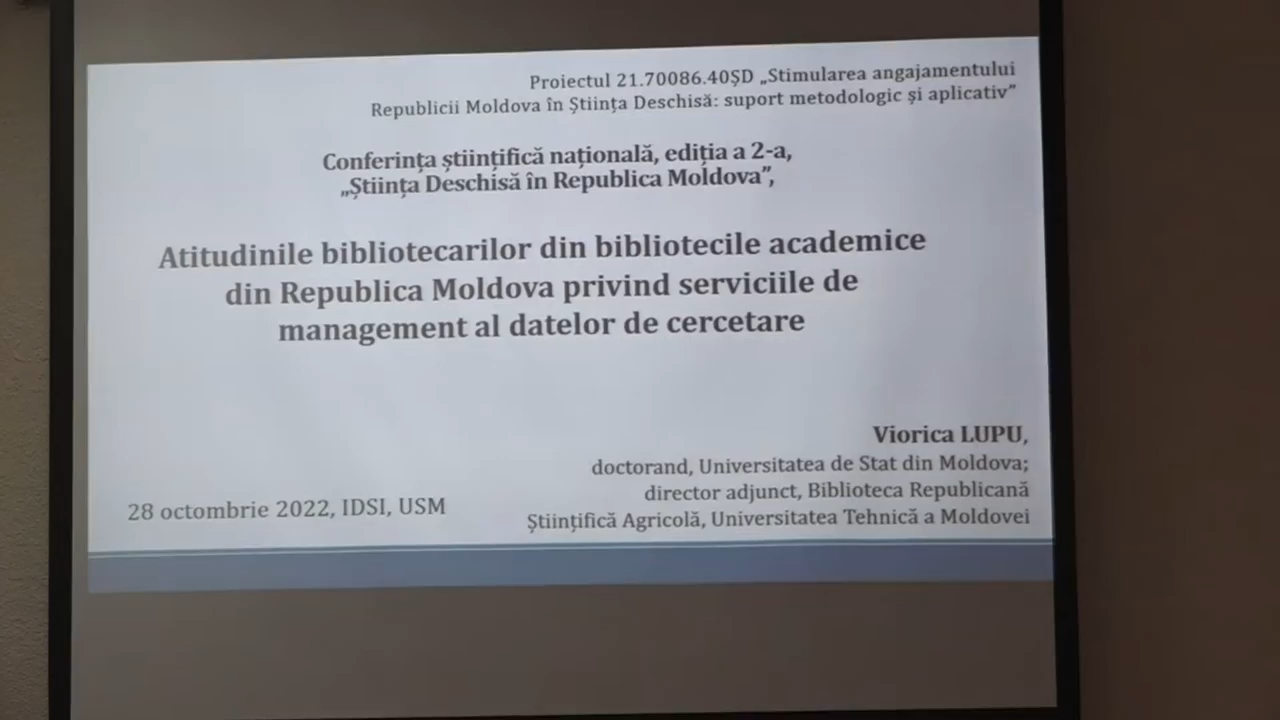 Proiectul 21.70086.40ȘD „Stimularea angajamentului
Republicii Moldova în Știința Deschisă: suport metodologic și aplicativ”
Conferința științifică națională, ediția a 2-a,
„Știința Deschisă în Republica Moldova”,
Atitudinile bibliotecarilor din bibliotecile academice
din Republica Moldova privind serviciile de
management al datelor de cercetare
Viorica LUPU,
doctorand, Universitatea de Stat din Moldova;
director adjunct, Biblioteca Republicană
Științifică Agricolă, Universitatea Tehnică a Moldovei
28 octombrie 2022, IDSI, USM